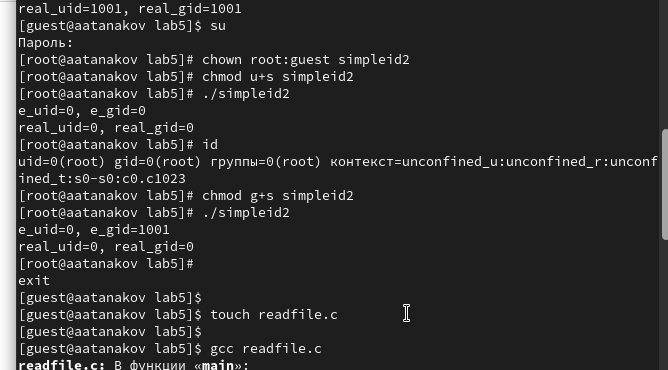 real_uid=1001, real_gid=1001
[guest@aatanakov lab5]$ su
Пароль:
[root@aatanakov lab5]# chown root:guest simpleid2
[root@aatanakov lab5]# chmod u+s simpleid2
[root@aatanakov lab5]# ./simpleid2
e_uid=0, e_gid=0
real_uid=0, real_gid=0
[root@aatanakov lab5]# id
uid=0(root) gid=0(root) группы=0(root) контекст=unconfined_u:unconfined_r:unconf
ined_t:s0-s0:c0.c1023
[root@aatanakov lab5]# chmod g+s simpleid2
[root@aatanakov lab5]# ./simpleid2
e_uid=0, e_gid=1001
real_uid=0, real_gid=0
[root@aatanakov lab5]#
exit
[guest@aatanakov lab5]$
[guest@aatanakov lab5]$ touch readfile.c
[guest@aatanakov lab5]$
[guest@aatanakov lab5]$ gcc readfile.c
readfile.c: В функции «main»: